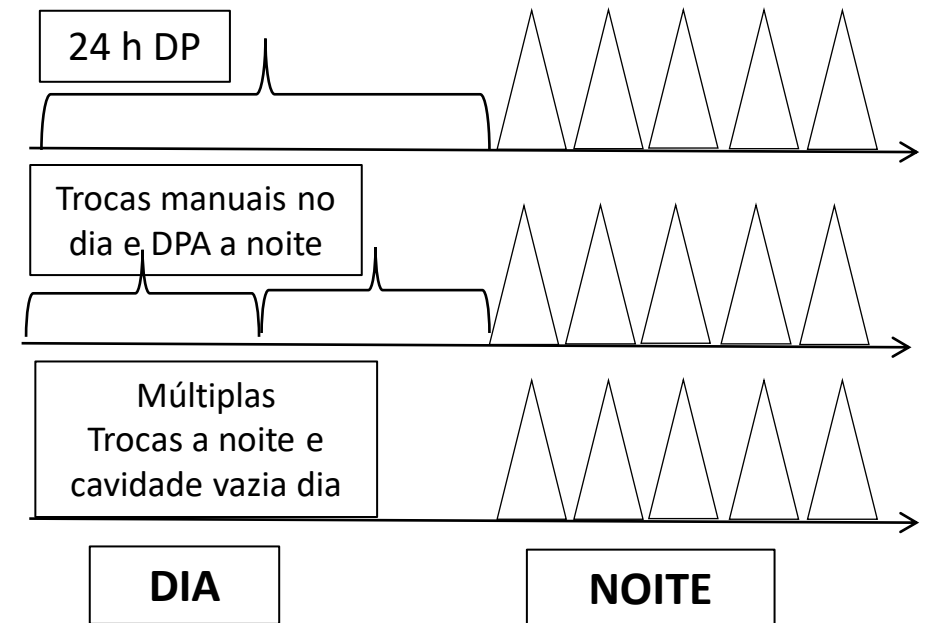 24 h DP
Trocas manuais no
dia e DPA a noite
Múltiplas
Trocas a noite e
cavidade vazia dia
DIA
NOITE